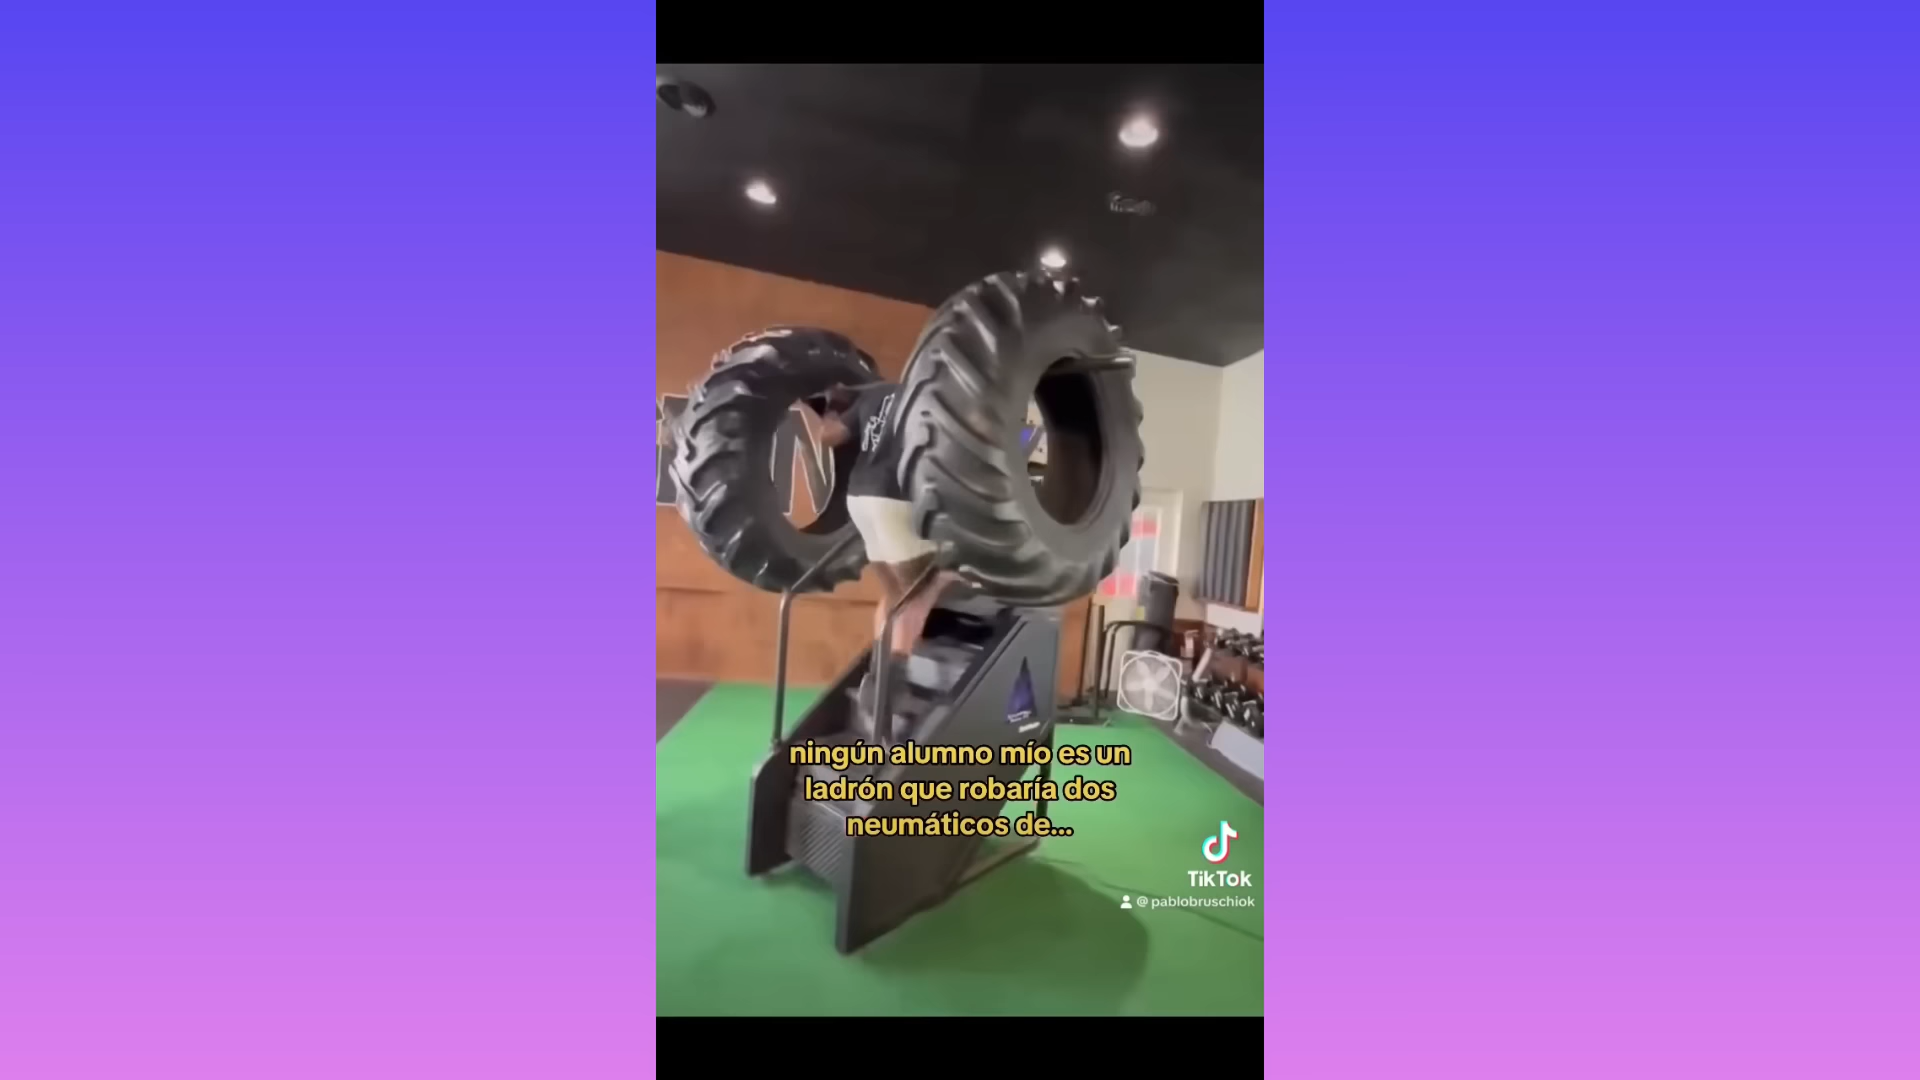 N
ningún alumno mío es un
ladrón que robaría dos
neumáticos de...
TikTok
@pablobruschiok